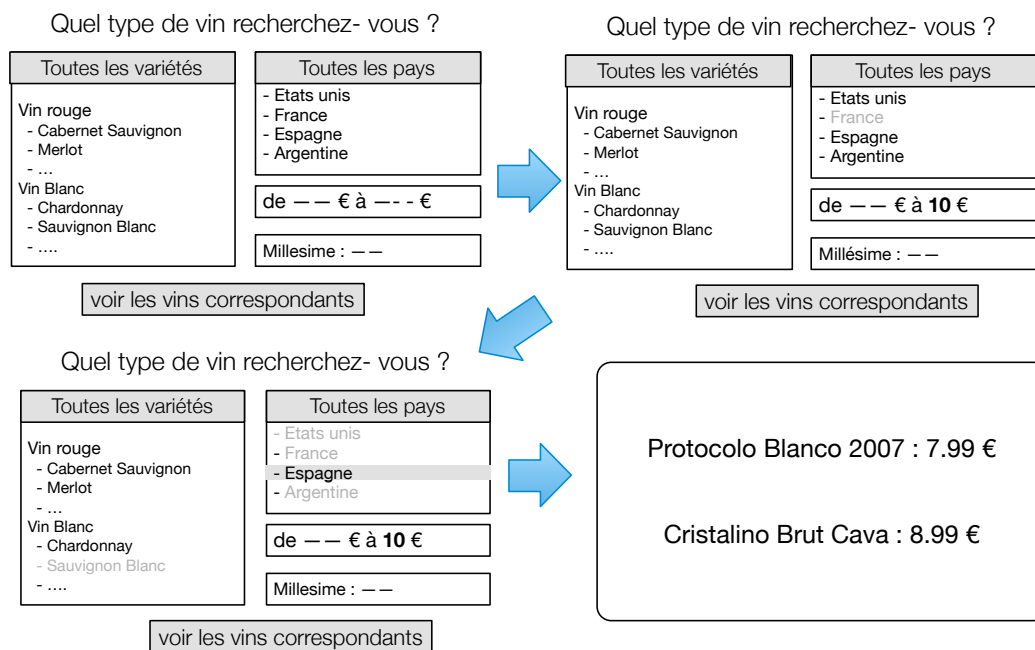 Quel type de vin recherchez- vous ?
Toutes les variétés
Vin rouge
- Cabernet Sauvignon
- Merlot
- ...
Vin Blanc
- Chardonnay
- Sauvignon Blanc
- ....
Toutes les pays
- Etats unis
- France
- Espagne
- Argentine
de — — € à —- - €
Millesime : — —
voir les vins correspondants
Quel type de vin recherchez- vous ?
Toutes les variétés
Vin rouge
- Cabernet Sauvignon
- Merlot
- ...
Vin Blanc
- Chardonnay
- Sauvignon Blanc
- ....
Toutes les pays
- Etats unis
- France
- Espagne
- Argentine
de — — € à 10 €
Millésime : — —
voir les vins correspondants
Quel type de vin recherchez- vous ?
Toutes les variétés
Vin rouge
- Cabernet Sauvignon
- Merlot
- ...
Vin Blanc
- Chardonnay
- Sauvignon Blanc
- ....
Toutes les pays
- Etats unis
- France
- Espagne
- Argentine
de — — € à 10 €
Millesime : — —
voir les vins correspondants
Protocolo Blanco 2007 : 7.99 €
Cristalino Brut Cava : 8.99 €